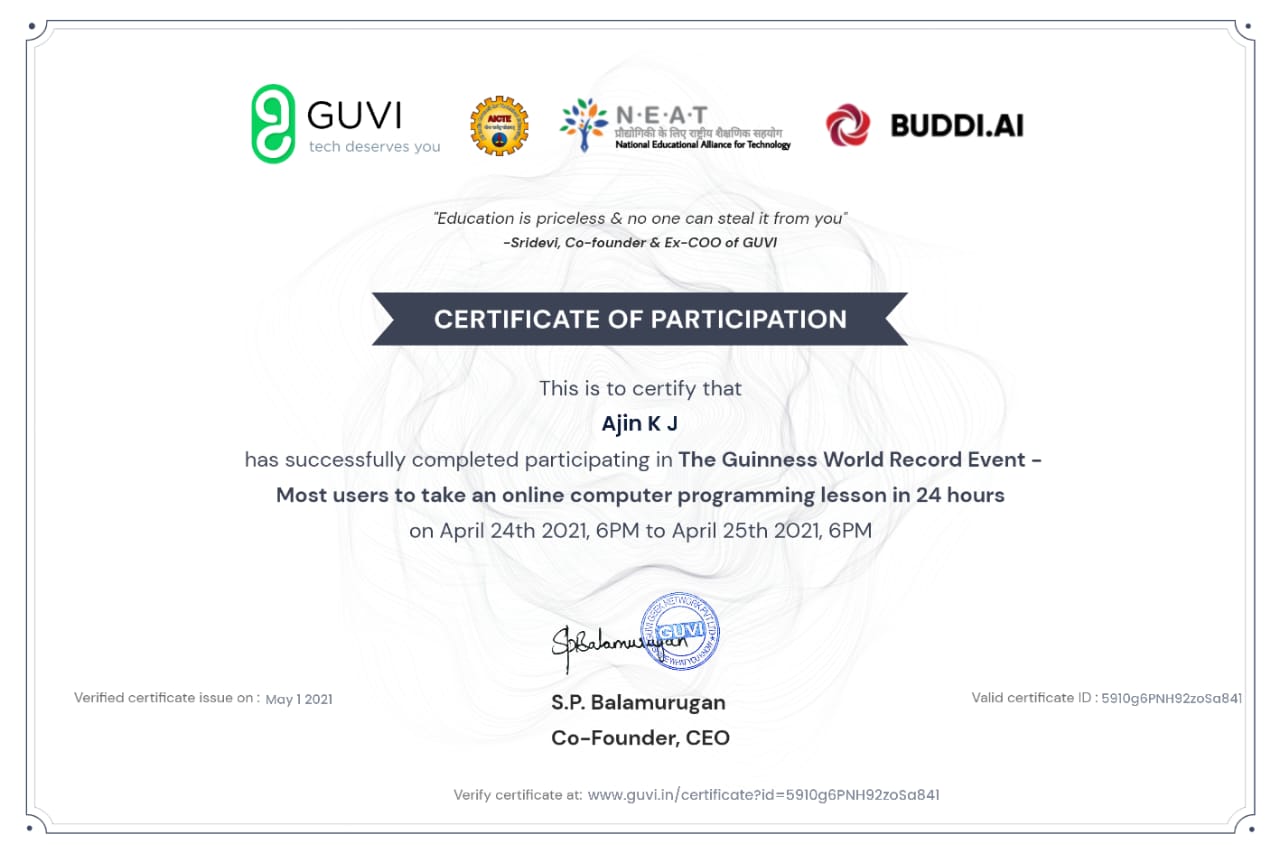 GUVI
tech deserves you
AICTE
N·E·A·T
प्रौद्योगिकी के लिए राष्ट्रीय शैक्षणिक सहयोग
National Educational Alliance for Technology
BUDDI.AI
"Education is priceless & no one can steal it from you"
-Sridevi, Co-founder & Ex-COO of GUVI
CERTIFICATE OF PARTICIPATION
This is to certify that
Ajin K J
has successfully completed participating in The Guinness World Record Event -
Most users to take an online computer programming lesson in 24 hours
on April 24th 2021, 6PM to April 25th 2021, 6PM
SpBalamurugan
GUVI GEEK NETWORK PVT LTD
GUVI
Verified certificate issue on : May 1 2021
S.P. Balamurugan
Co-Founder, CEO
Valid certificate ID : 5910g6PNH92zoSa841
Verify certificate at: www.guvi.in/certificate?id=5910g6PNH92zoSa841